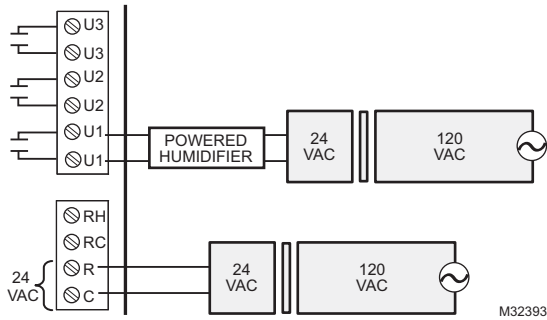 U3
U3
U2
U2
U1
U1
POWERED
HUMIDIFIER
24
VAC
120
VAC
RH
RC
R
C
24
VAC
24
VAC
120
VAC
M32393